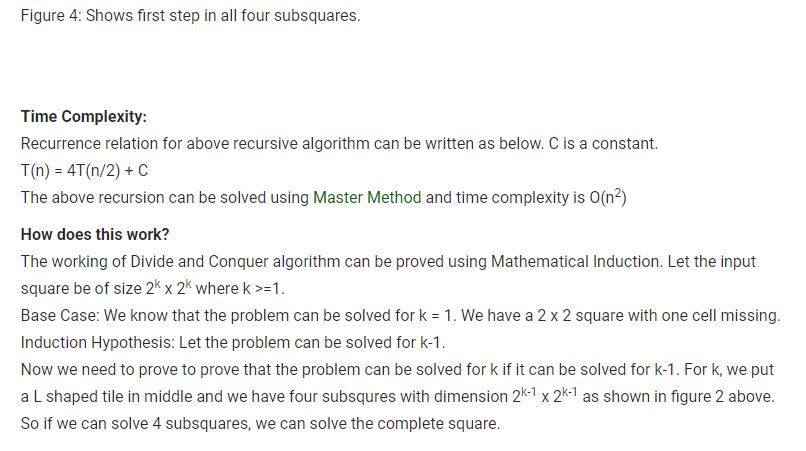 Figure 4: Shows first step in all four subsquares.
Time Complexity:
Recurrence relation for above recursive algorithm can be written as below. C is a constant.
T(n) = 4T(n/2) + C
The above recursion can be solved using Master Method and time complexity is O(n²)
How does this work?
The working of Divide and Conquer algorithm can be proved using Mathematical Induction. Let the input
square be of size 2ᵏ x 2ᵏ where k >=1.
Base Case: We know that the problem can be solved for k = 1. We have a 2 x 2 square with one cell missing.
Induction Hypothesis: Let the problem can be solved for k-1.
Now we need to prove to prove that the problem can be solved for k if it can be solved for k-1. For k, we put
a L shaped tile in middle and we have four subsqures with dimension 2ᵏ⁻¹ x 2ᵏ⁻¹ as shown in figure 2 above.
So if we can solve 4 subsquares, we can solve the complete square.